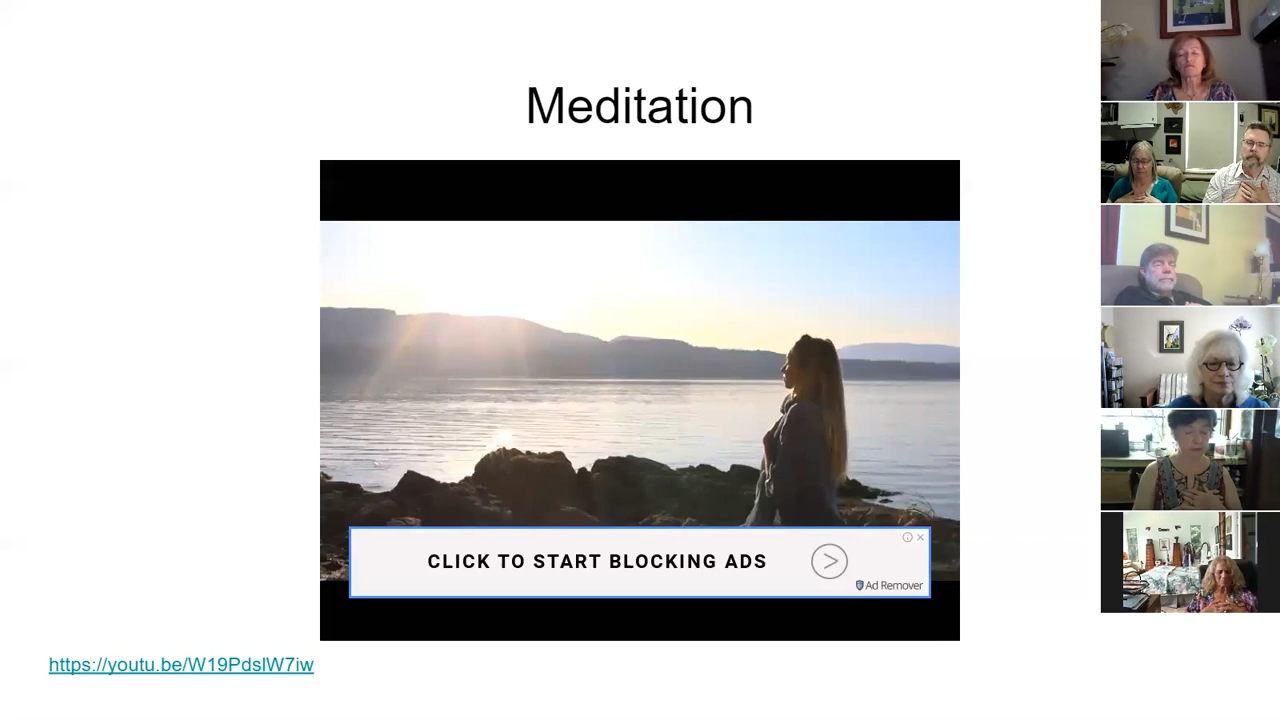 Meditation
CLICK TO START BLOCKING ADS
Ad Remover
https://youtu.be/W19PdslW7iw